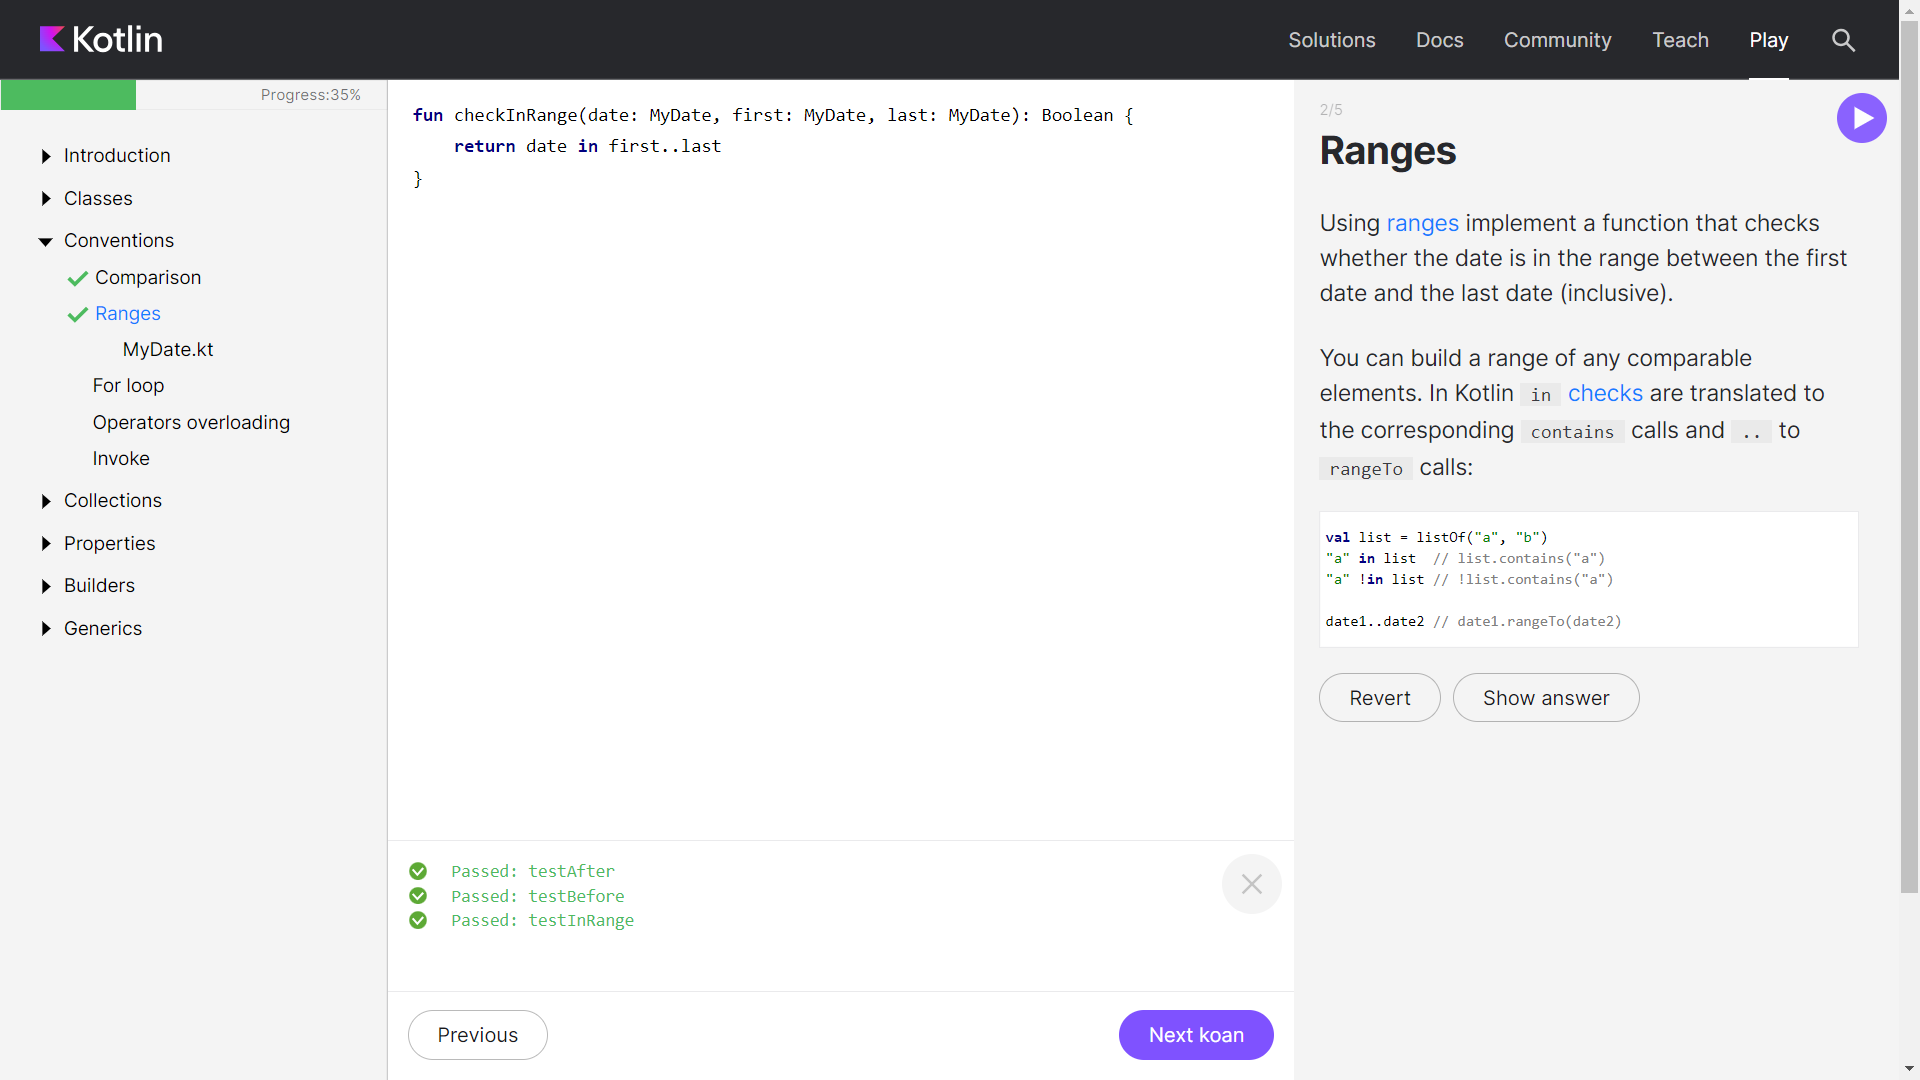 Kotlin
Solutions
Docs
Community
Teach
Play
Progress:35%
Introduction
Classes
Conventions
Comparison
Ranges
MyDate.kt
For loop
Operators overloading
Invoke
Collections
Properties
Builders
Generics
fun checkInRange(date: MyDate, first: MyDate, last: MyDate): Boolean {
return date in first..last
}
Passed: testAfter
Passed: testBefore
Passed: testInRange
Previous
Next koan
2/5
Ranges
Using ranges implement a function that checks
whether the date is in the range between the first
date and the last date (inclusive).
You can build a range of any comparable
elements. In Kotlin in checks are translated to
the corresponding contains calls and .. to
rangeTo calls:
val list = listOf("a", "b")
"a" in list // list.contains("a")
"a" !in list // !list.contains("a")
date1..date2 // date1.rangeTo(date2)
Revert
Show answer